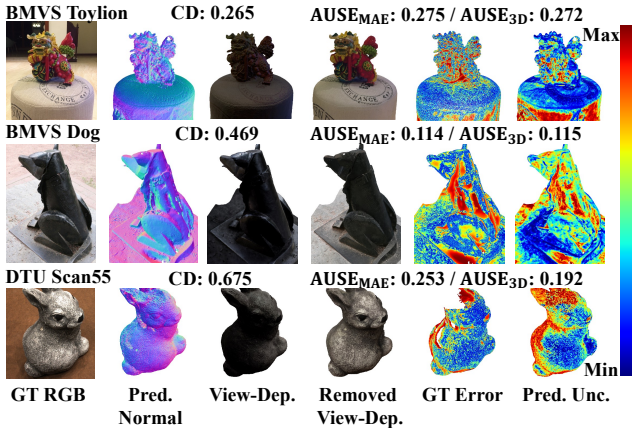 BMVS Toylion CD: 0.265 AUSE_MAE: 0.275 / AUSE_3D: 0.272
Max
BMVS Dog CD: 0.469 AUSE_MAE: 0.114 / AUSE_3D: 0.115
DTU Scan55 CD: 0.675 AUSE_MAE: 0.253 / AUSE_3D: 0.192
Min
GT RGB Pred. View-Dep. Removed GT Error Pred. Unc.
Normal View-Dep.